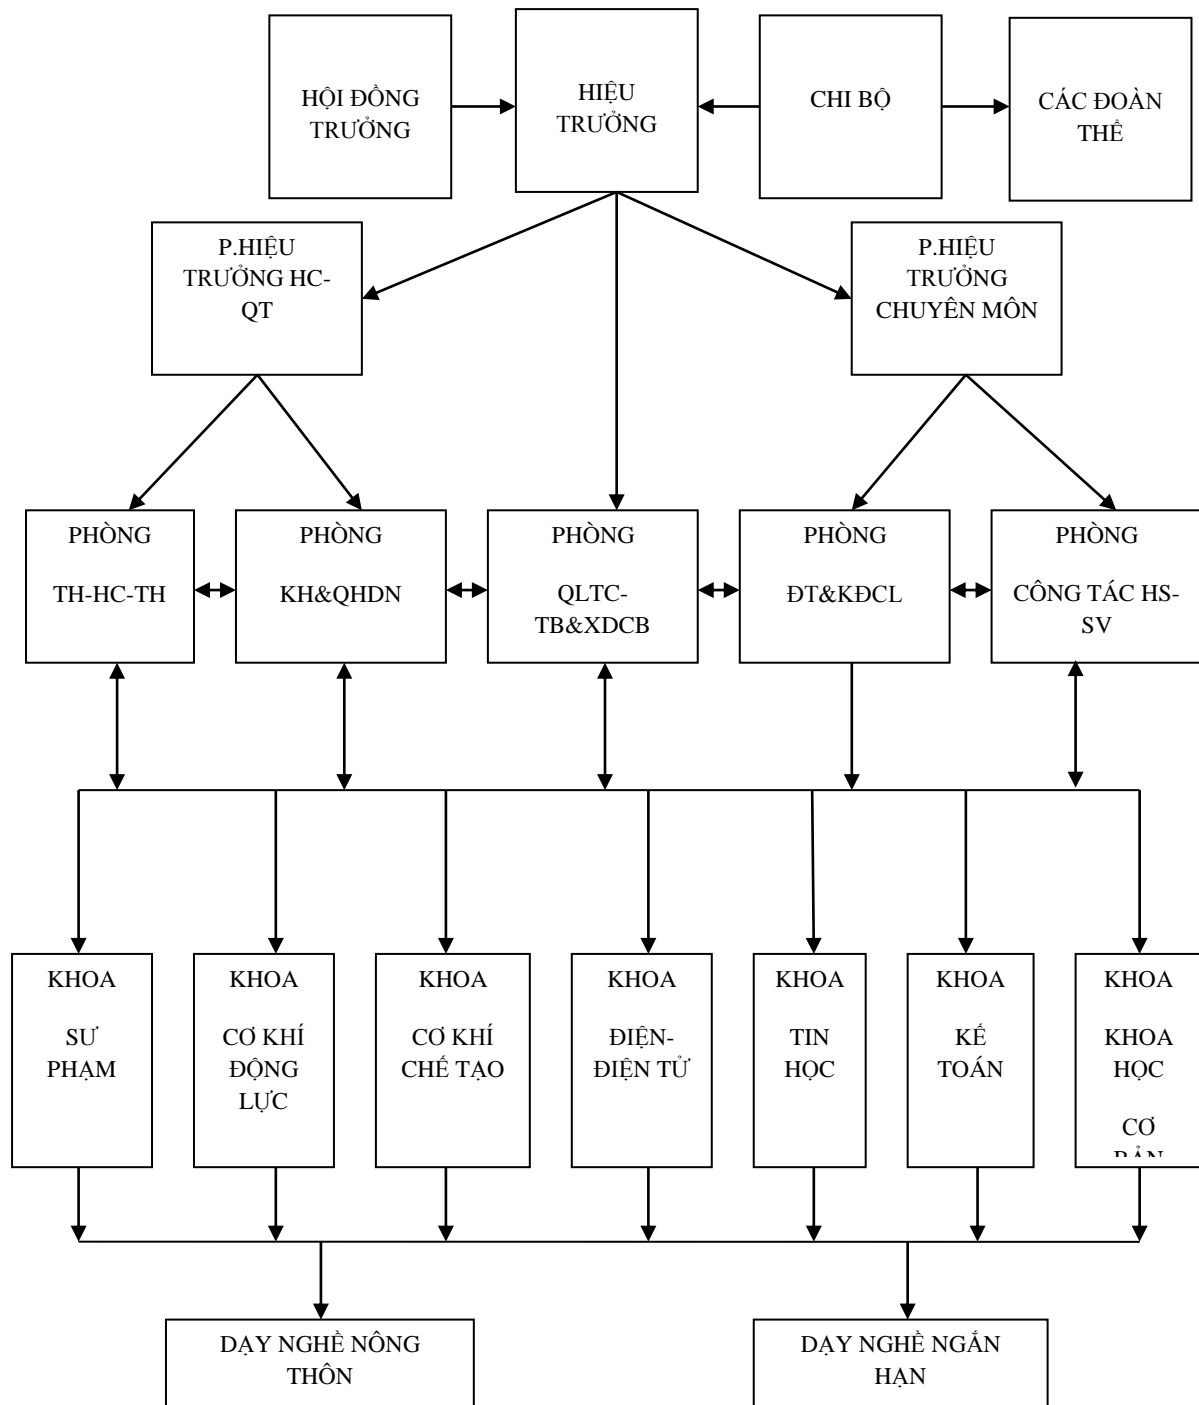 HỘI ĐỒNG
TRƯỞNG
HIỆU
TRƯỞNG
CHI BỘ
CÁC ĐOÀN
THỂ
P.HIỆU
TRƯỞNG HC-
QT
P.HIỆU
TRƯỞNG
CHUYÊN MÔN
PHÒNG
TH-HC-TH
PHÒNG
KH&QHDN
PHÒNG
QLTC-
TB&XDCB
PHÒNG
ĐT&KĐCL
PHÒNG
CÔNG TÁC HS-
SV
KHOA
SƯ
PHẠM
KHOA
CƠ KHÍ
ĐỘNG
LỰC
KHOA
CƠ KHÍ
CHẾ TẠO
KHOA
ĐIỆN-
ĐIỆN TỬ
KHOA
TIN
HỌC
KHOA
KẾ
TOÁN
KHOA
KHOA
HỌC
CƠ
BẢN
DẠY NGHỀ NÔNG
THÔN
DẠY NGHỀ NGẮN
HẠN